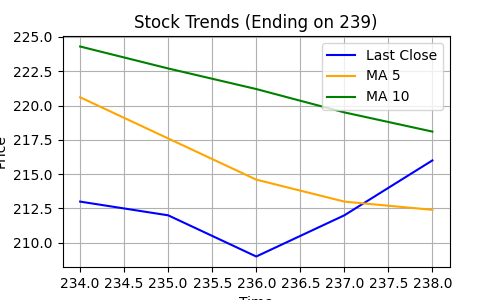 Stock Trends (Ending on 239)
Last Close
MA 5
MA 10
225.0
222.5
220.0
217.5
215.0
212.5
210.0
Price
234.0 234.5 235.0 235.5 236.0 236.5 237.0 237.5 238.0
Time